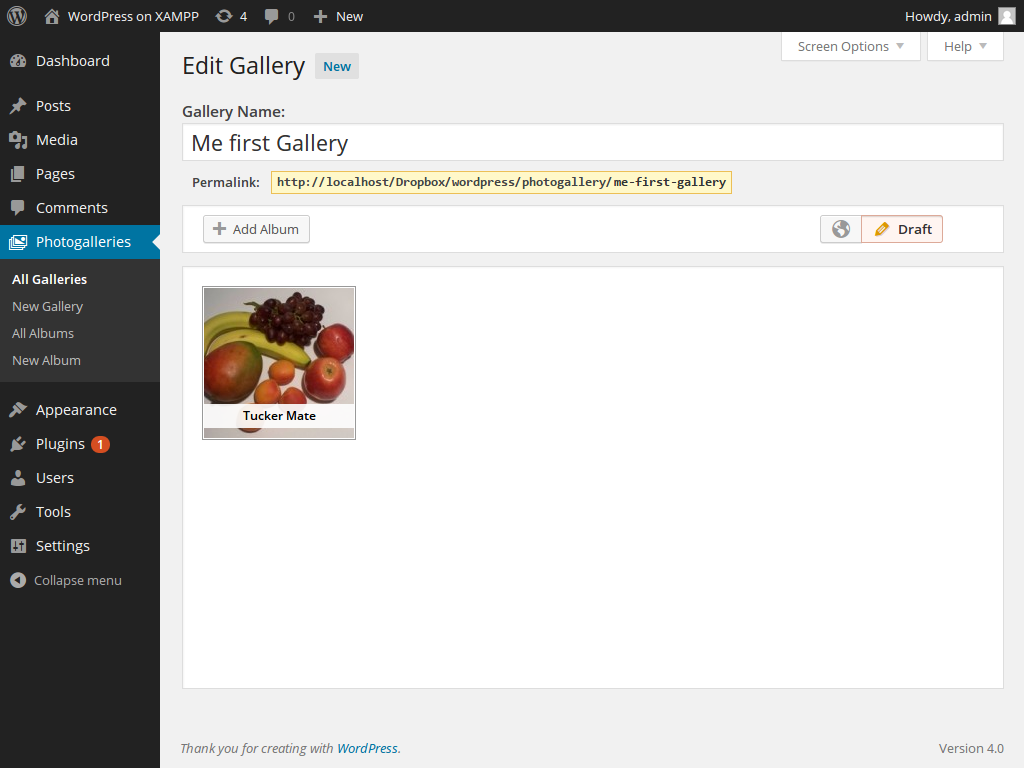 WordPress on XAMPP 4 0 New Howdy, admin
Screen Options Help
Dashboard
Posts
Media
Pages
Comments
Photogalleries
All Galleries
New Gallery
All Albums
New Album
Appearance
Plugins 1
Users
Tools
Settings
Collapse menu
Edit Gallery New
Gallery Name:
Me first Gallery
Permalink: http://localhost/Dropbox/wordpress/photogallery/me-first-gallery
Add Album Draft
Tucker Mate
Thank you for creating with WordPress. Version 4.0